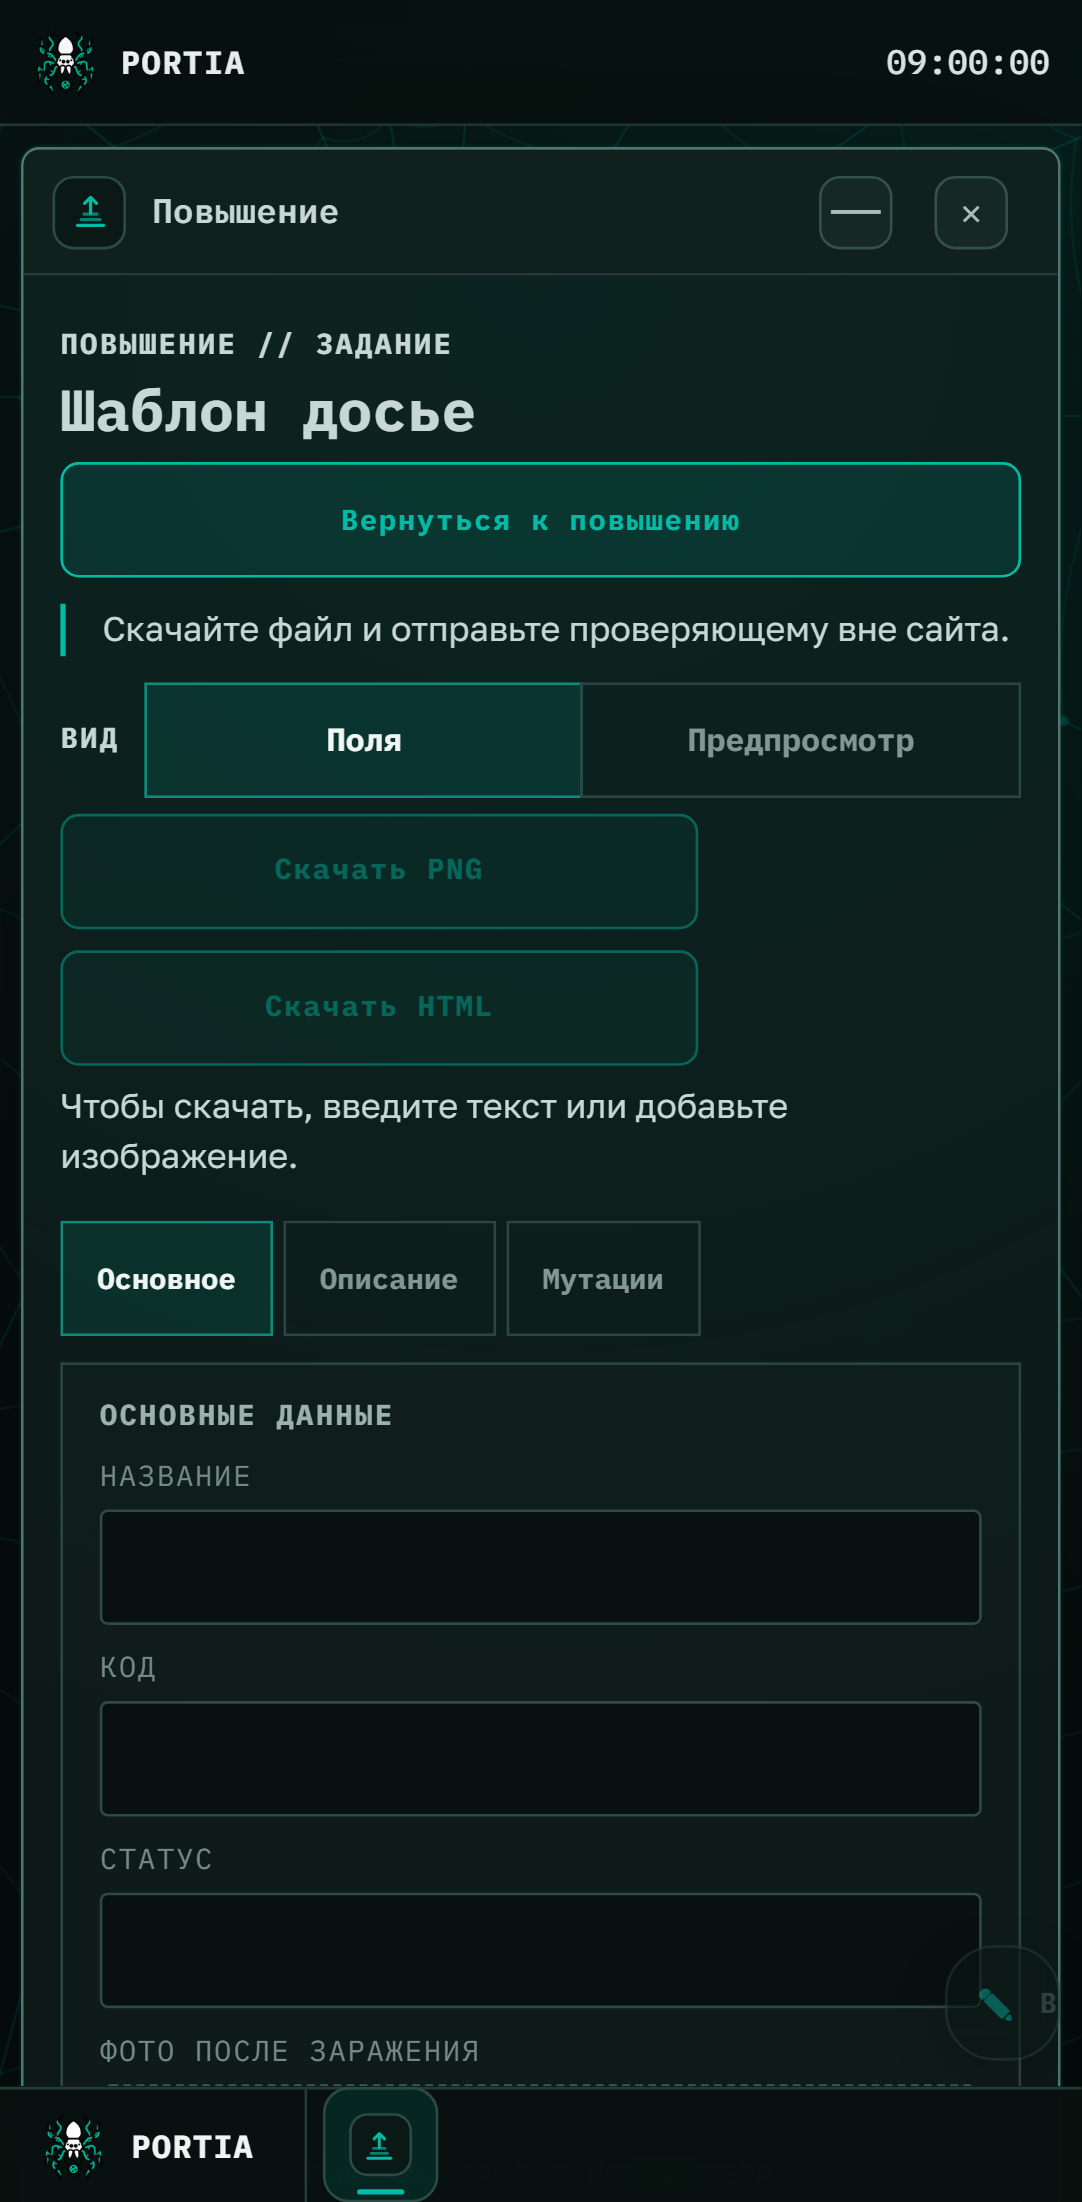 PORTIA
09:00:00
Повышение
ПОВЫШЕНИЕ // ЗАДАНИЕ
Шаблон досье
Вернуться к повышению
Скачайте файл и отправьте проверяющему вне сайта.
ВИД
Поля
Предпросмотр
Скачать PNG
Скачать HTML
Чтобы скачать, введите текст или добавьте
изображение.
Основное
Описание
Мутации
ОСНОВНЫЕ ДАННЫЕ
НАЗВАНИЕ
КОД
СТАТУС
ФОТО ПОСЛЕ ЗАРАЖЕНИЯ
PORTIA